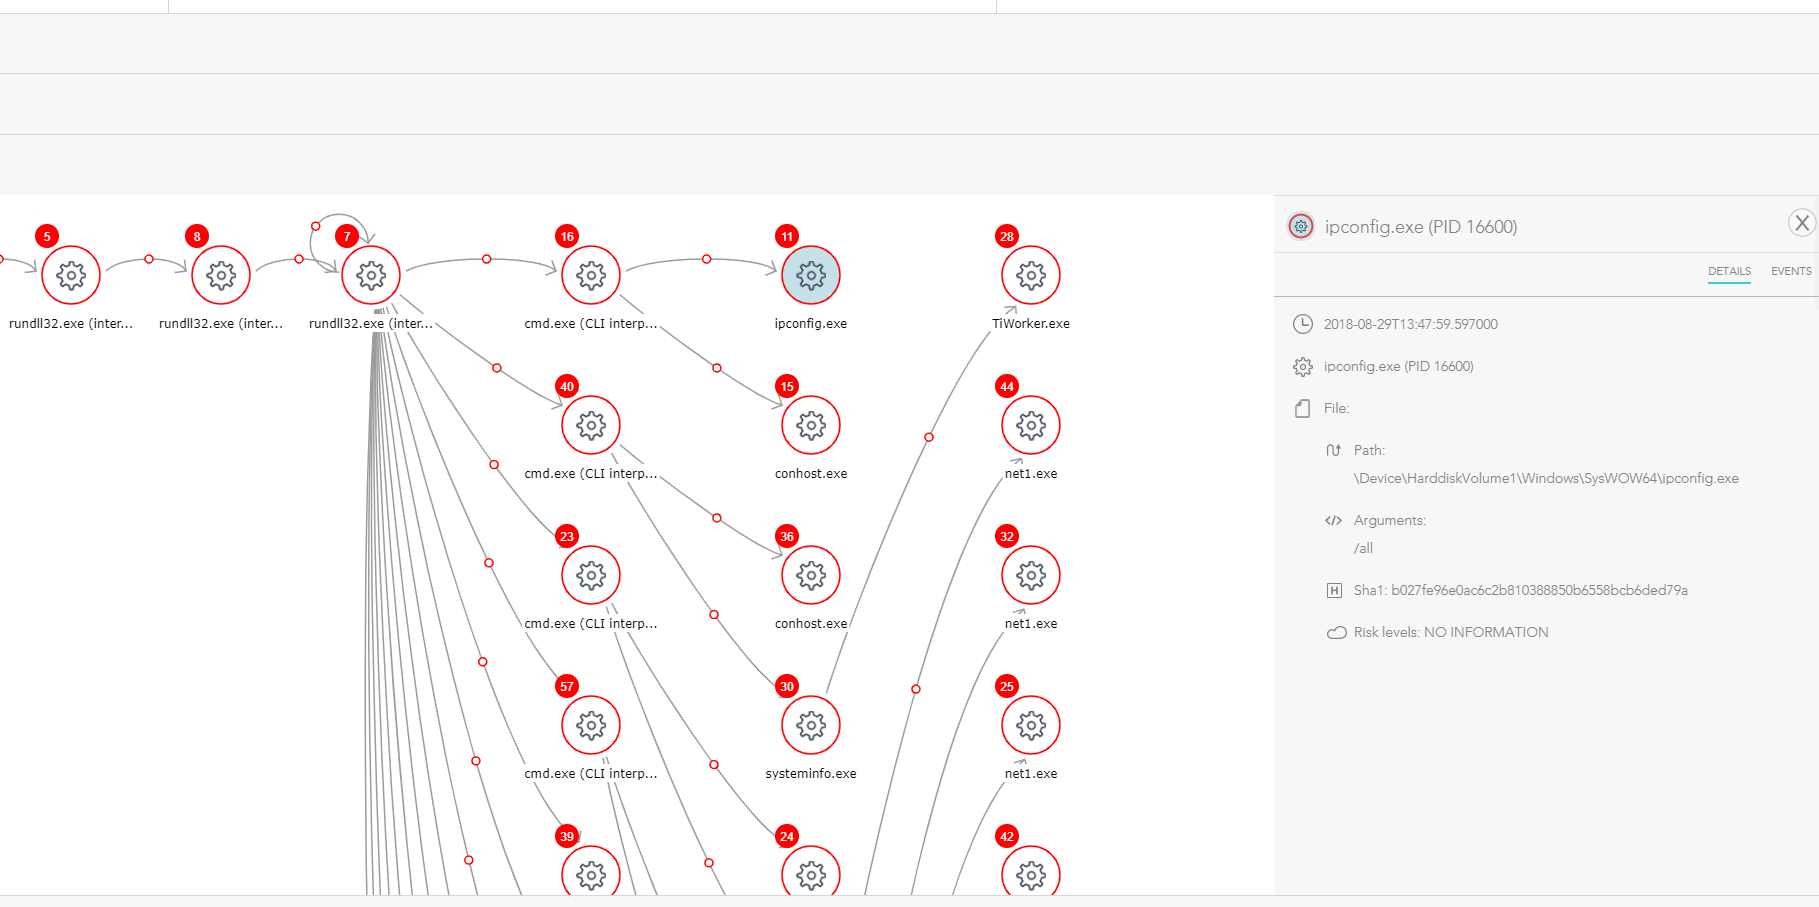 5
8
7
16
11
28
rundll32.exe (inter...
rundll32.exe (inter...
rundll32.exe (inter...
cmd.exe (CLI interp...
ipconfig.exe
TiWorker.exe
40
15
44
cmd.exe (CLI interp...
conhost.exe
net1.exe
23
36
32
cmd.exe (CLI interp...
conhost.exe
net1.exe
57
30
25
cmd.exe (CLI interp...
systeminfo.exe
net1.exe
39
24
42
ipconfig.exe (PID 16600)
X
DETAILS EVENTS
2018-08-29T13:47:59.597000
ipconfig.exe (PID 16600)
File:
Path:
\Device\HarddiskVolume1\Windows\SysWOW64\ipconfig.exe
Arguments:
/all
Sha1: b027fe96e0ac6c2b810388850b6558bcb6ded79a
Risk levels: NO INFORMATION